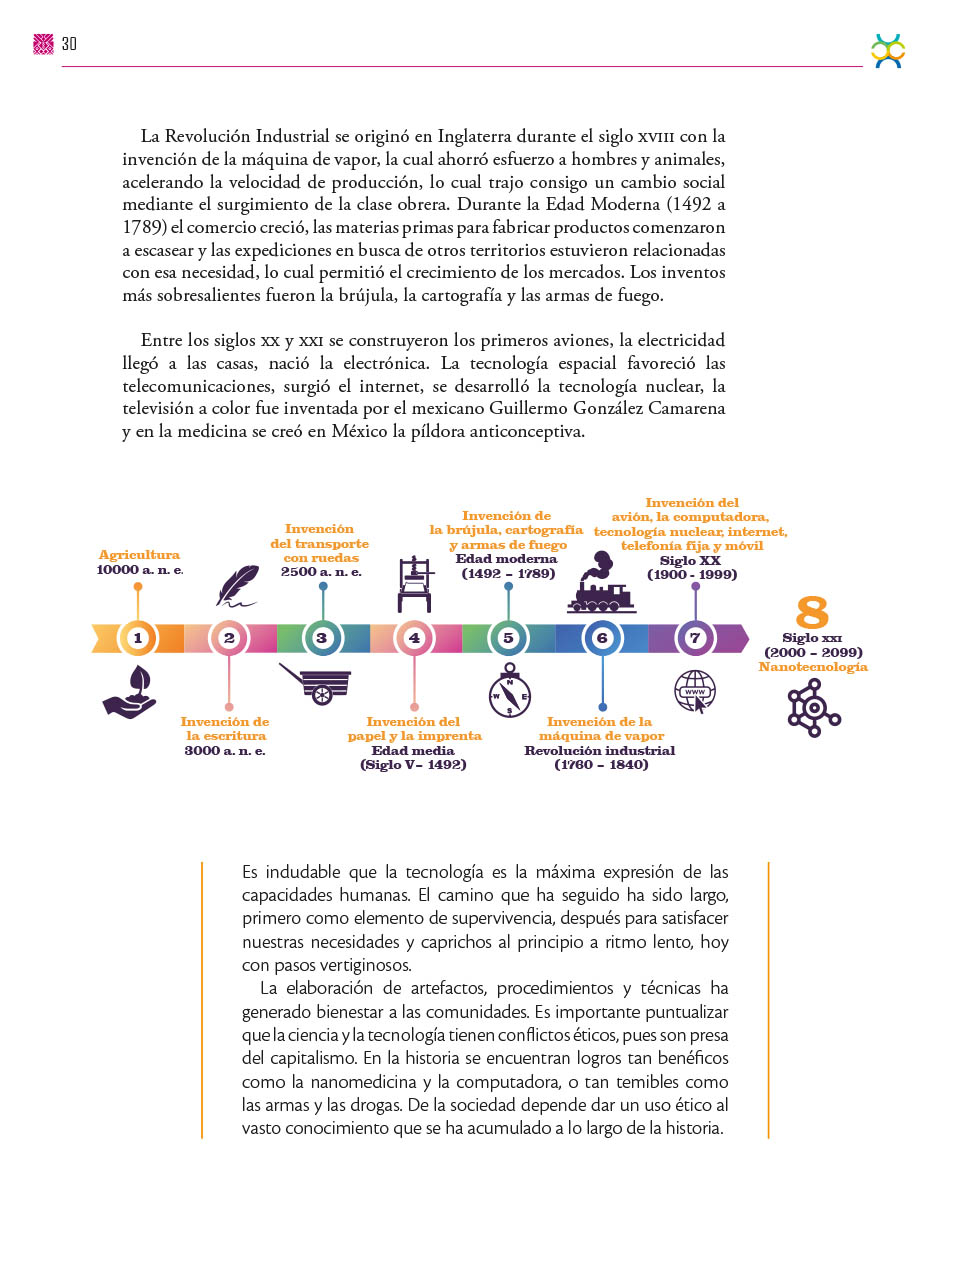 30
La Revolución Industrial se originó en Inglaterra durante el siglo XVIII con la
invención de la máquina de vapor, la cual ahorró esfuerzo a hombres y animales,
acelerando la velocidad de producción, lo cual trajo consigo un cambio social
mediante el surgimiento de la clase obrera. Durante la Edad Moderna (1492 a
1789) el comercio creció, las materias primas para fabricar productos comenzaron
a escasear y las expediciones en busca de otros territorios estuvieron relacionadas
con esa necesidad, lo cual permitió el crecimiento de los mercados. Los inventos
más sobresalientes fueron la brújula, la cartografía y las armas de fuego.
Entre los siglos XX y XXI se construyeron los primeros aviones, la electricidad
llegó a las casas, nació la electrónica. La tecnología espacial favoreció las
telecomunicaciones, surgió el internet, se desarrolló la tecnología nuclear, la
televisión a color fue inventada por el mexicano Guillermo González Camarena
y en la medicina se creó en México la píldora anticonceptiva.
Agricultura
10000 a. n. e.
1
Invención de
la escritura
3000 a. n. e.
2
Invención
del transporte
con ruedas
2500 a. n. e.
3
Invención del
papel y la imprenta
Edad media
(Siglo V– 1492)
4
Invención de
la brújula, cartografía
y armas de fuego
Edad moderna
(1492 – 1789)
5
N
W E
S
Invención de la
máquina de vapor
Revolución industrial
(1760 – 1840)
6
Invención del
avión, la computadora,
tecnología nuclear, internet,
telefonía fija y móvil
Siglo XX
(1900 - 1999)
7
www
8
Siglo XXI
(2000 – 2099)
Nanotecnología
Es indudable que la tecnología es la máxima expresión de las
capacidades humanas. El camino que ha seguido ha sido largo,
primero como elemento de supervivencia, después para satisfacer
nuestras necesidades y caprichos al principio a ritmo lento, hoy
con pasos vertiginosos.
La elaboración de artefactos, procedimientos y técnicas ha
generado bienestar a las comunidades. Es importante puntualizar
que la ciencia y la tecnología tienen conflictos éticos, pues son presa
del capitalismo. En la historia se encuentran logros tan benéficos
como la nanomedicina y la computadora, o tan temibles como
las armas y las drogas. De la sociedad depende dar un uso ético al
vasto conocimiento que se ha acumulado a lo largo de la historia.